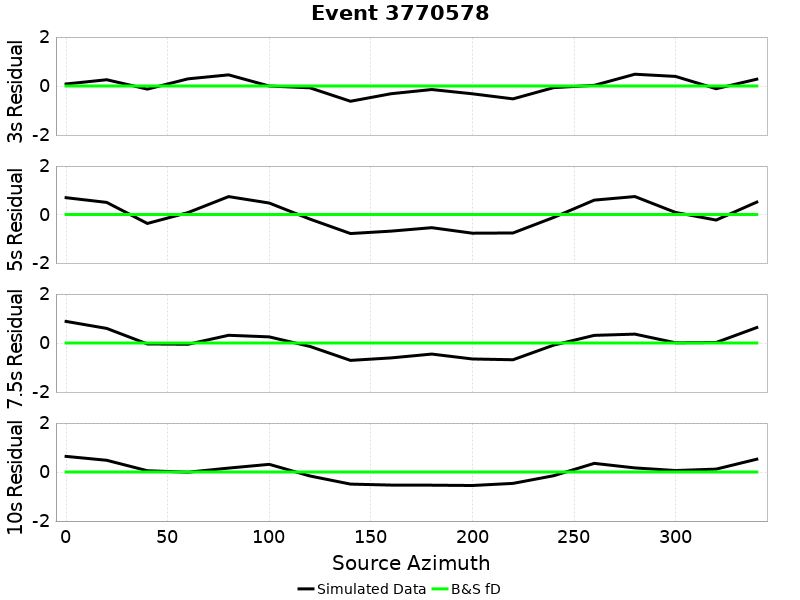 Event 3770578
3s Residual
2
0
-2
5s Residual
2
0
-2
7.5s Residual
2
0
-2
10s Residual
2
0
-2
0 50 100 150 200 250 300
Source Azimuth
Simulated Data B&S fD